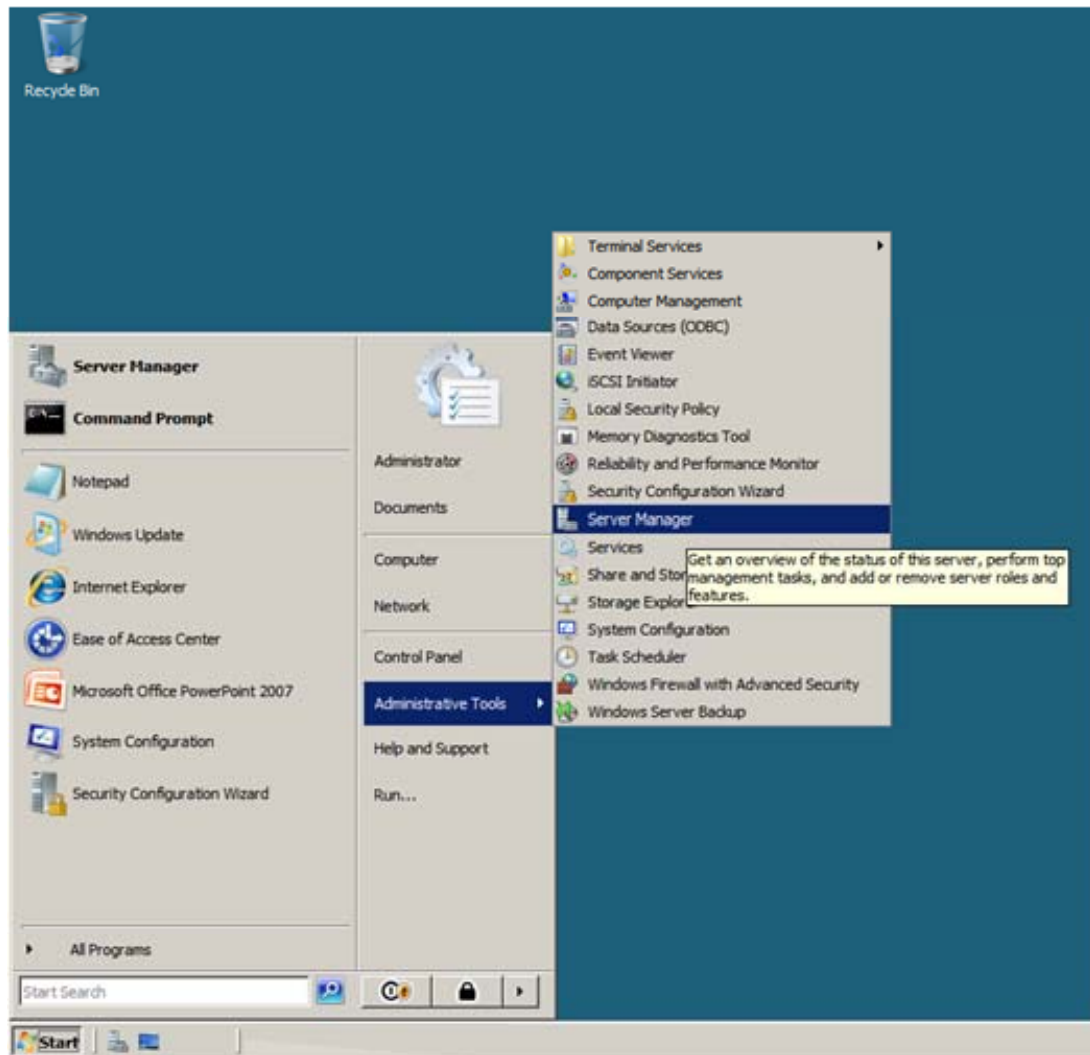 Recycle Bin
Server Manager
Command Prompt
Notepad
Windows Update
Internet Explorer
Ease of Access Center
Microsoft Office PowerPoint 2007
System Configuration
Security Configuration Wizard
All Programs
Start Search
Administrator
Documents
Computer
Network
Control Panel
Administrative Tools
Help and Support
Run...
Terminal Services
Component Services
Computer Management
Data Sources (ODBC)
Event Viewer
iSCSI Initiator
Local Security Policy
Memory Diagnostics Tool
Reliability and Performance Monitor
Security Configuration Wizard
Server Manager
Services
Share and Stor
Storage Explore
System Configuration
Task Scheduler
Windows Firewall with Advanced Security
Windows Server Backup
Get an overview of the status of this server, perform top
management tasks, and add or remove server roles and
features.
Start